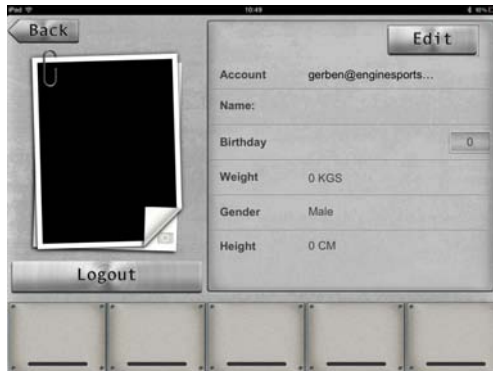 iPad
10:49
Back
Edit
Account gerben@enginesports...
Name:
Birthday 0
Weight 0 KGS
Gender Male
Height 0 CM
Logout